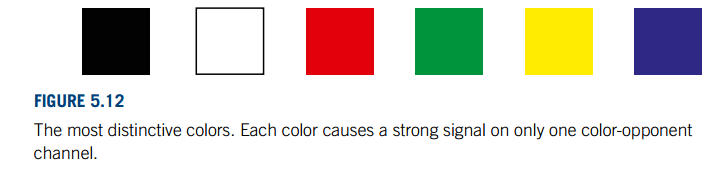 FIGURE 5.12
The most distinctive colors. Each color causes a strong signal on only one color-opponent
channel.